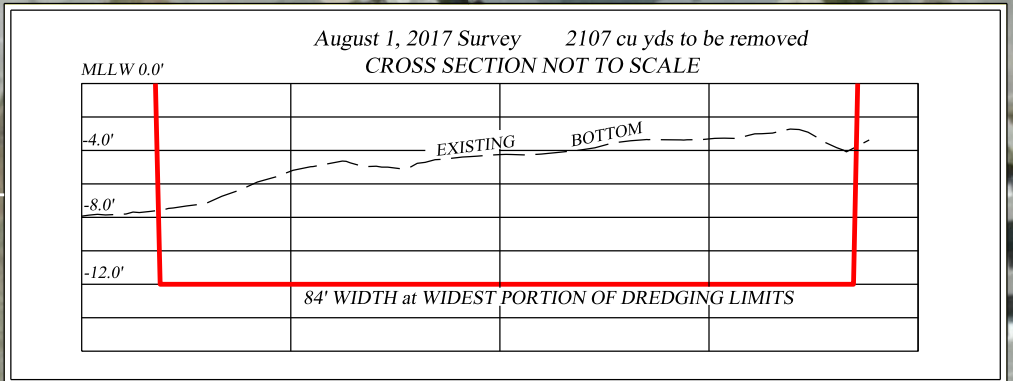 August 1, 2017 Survey 2107 cu yds to be removed
CROSS SECTION NOT TO SCALE
MLLW 0.0'
-4.0'
EXISTING BOTTOM
-8.0'
-12.0'
84' WIDTH at WIDEST PORTION OF DREDGING LIMITS